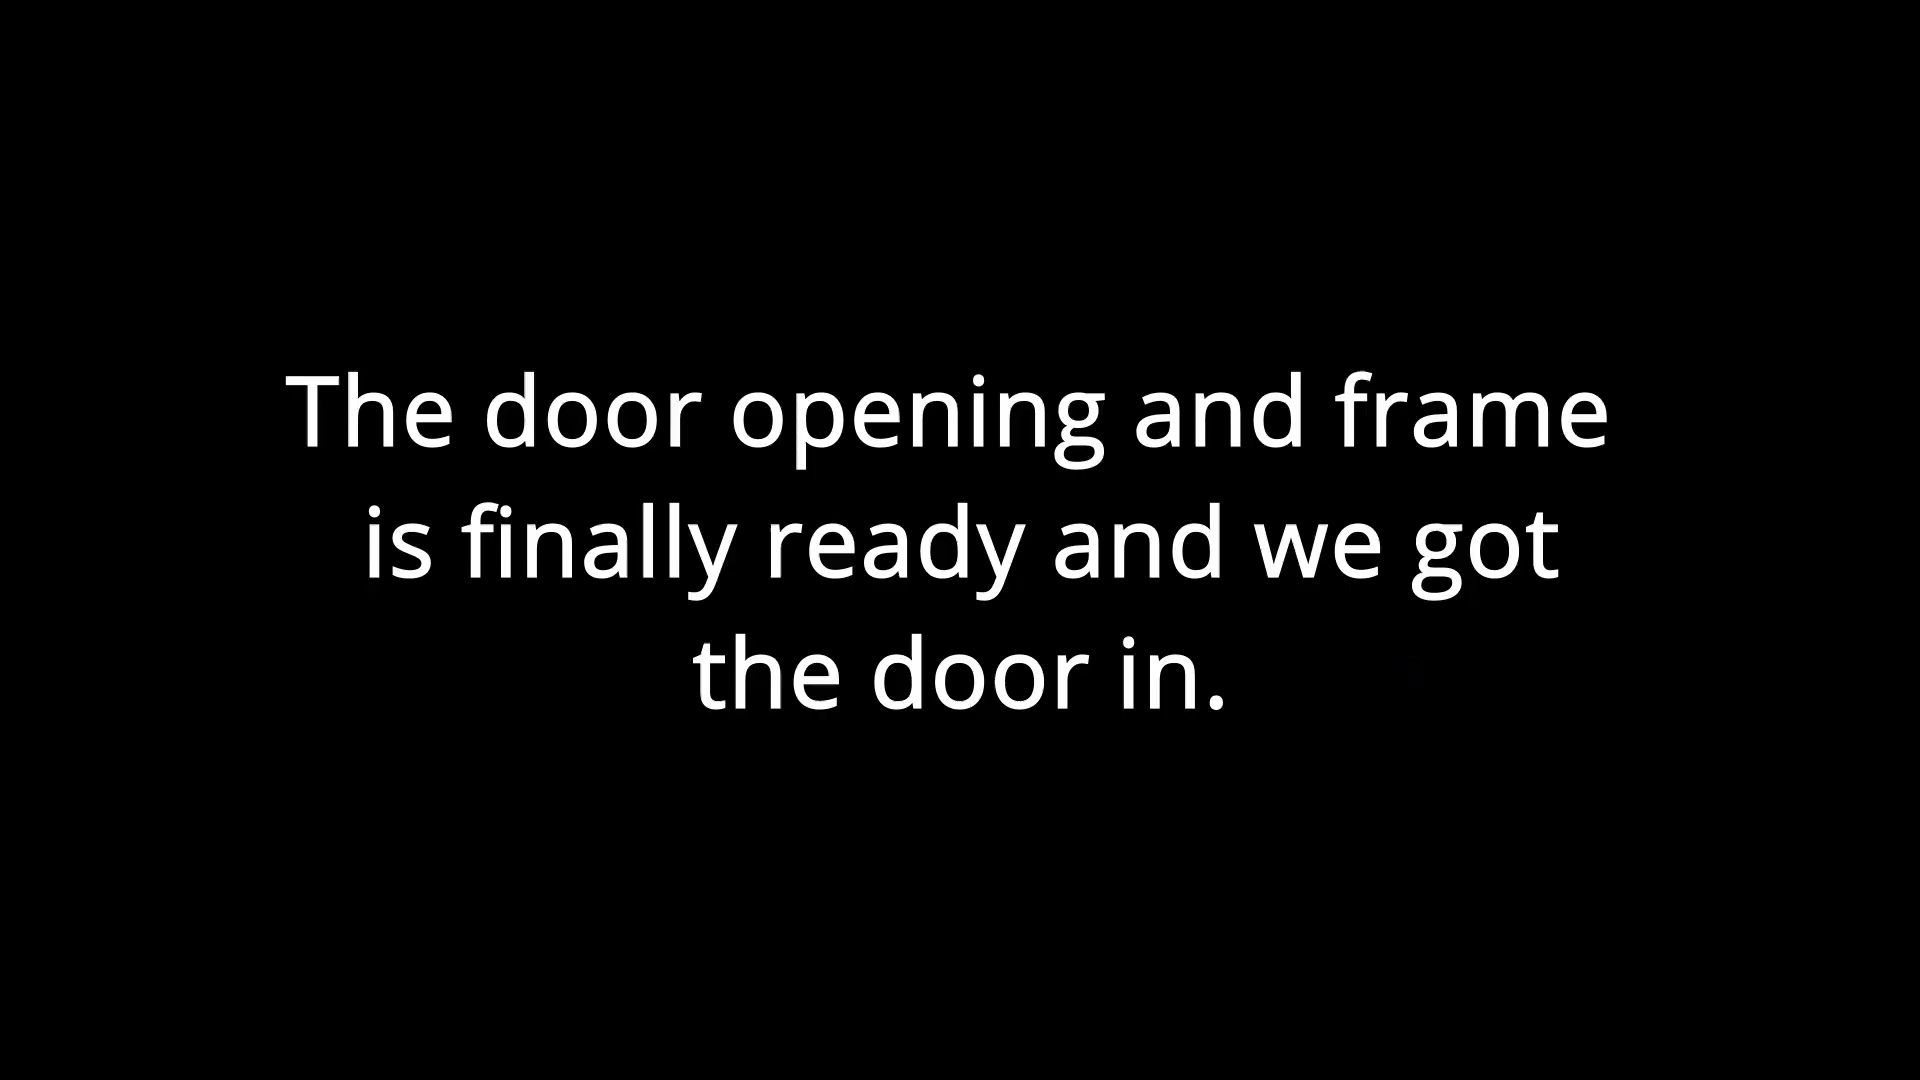 The door opening and frame
is finally ready and we got
the door in.